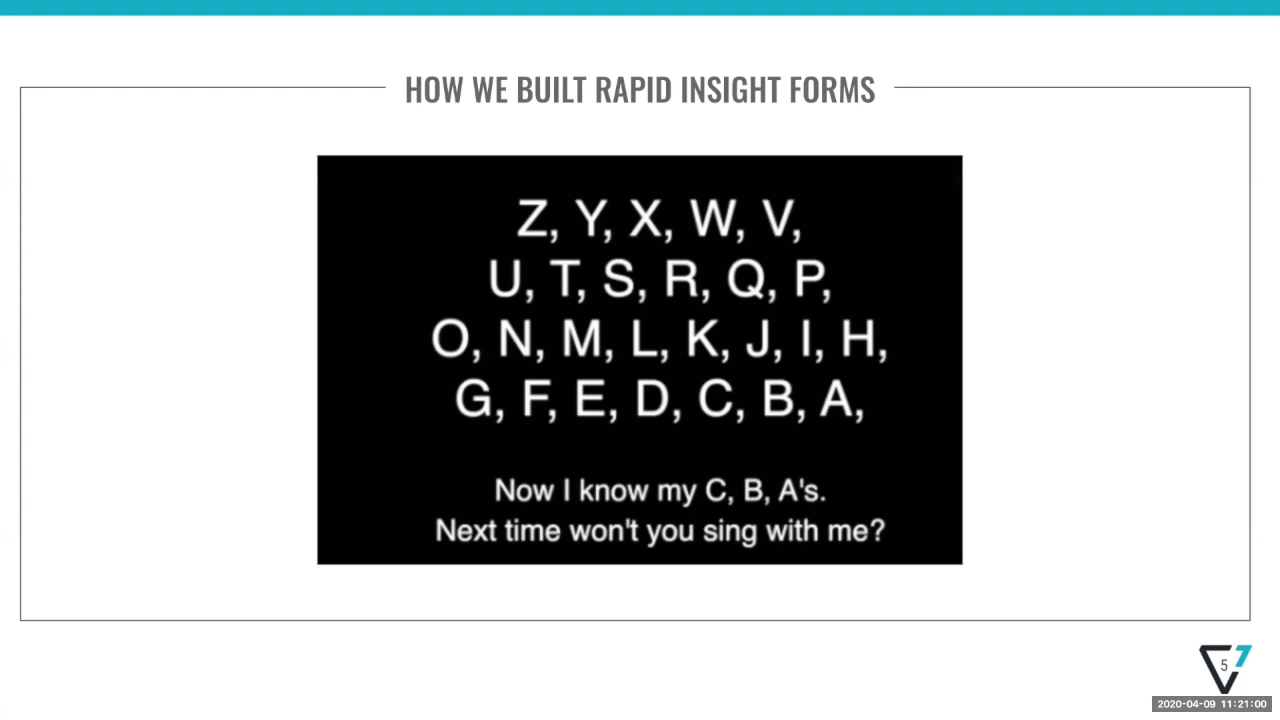 HOW WE BUILT RAPID INSIGHT FORMS
Z, Y, X, W, V,
U, T, S, R, Q, P,
O, N, M, L, K, J, I, H,
G, F, E, D, C, B, A,
Now I know my C, B, A's.
Next time won't you sing with me?
5
7
2020-04-09 11:21:00